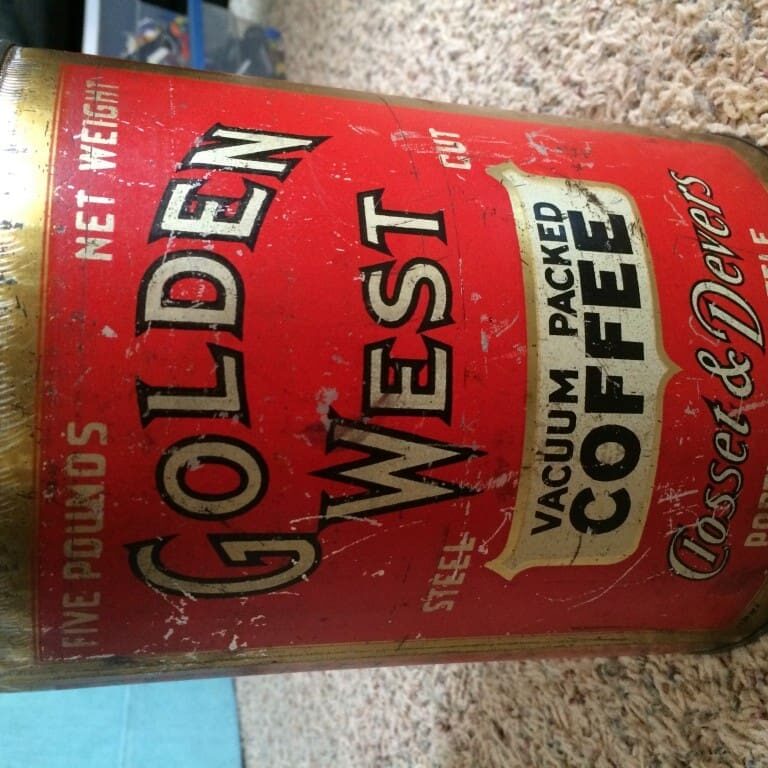 FIVE POUNDS NET WEIGHT
GOLDEN
WEST
STEEL CUT
VACUUM PACKED
COFFEE
Closset & Devers